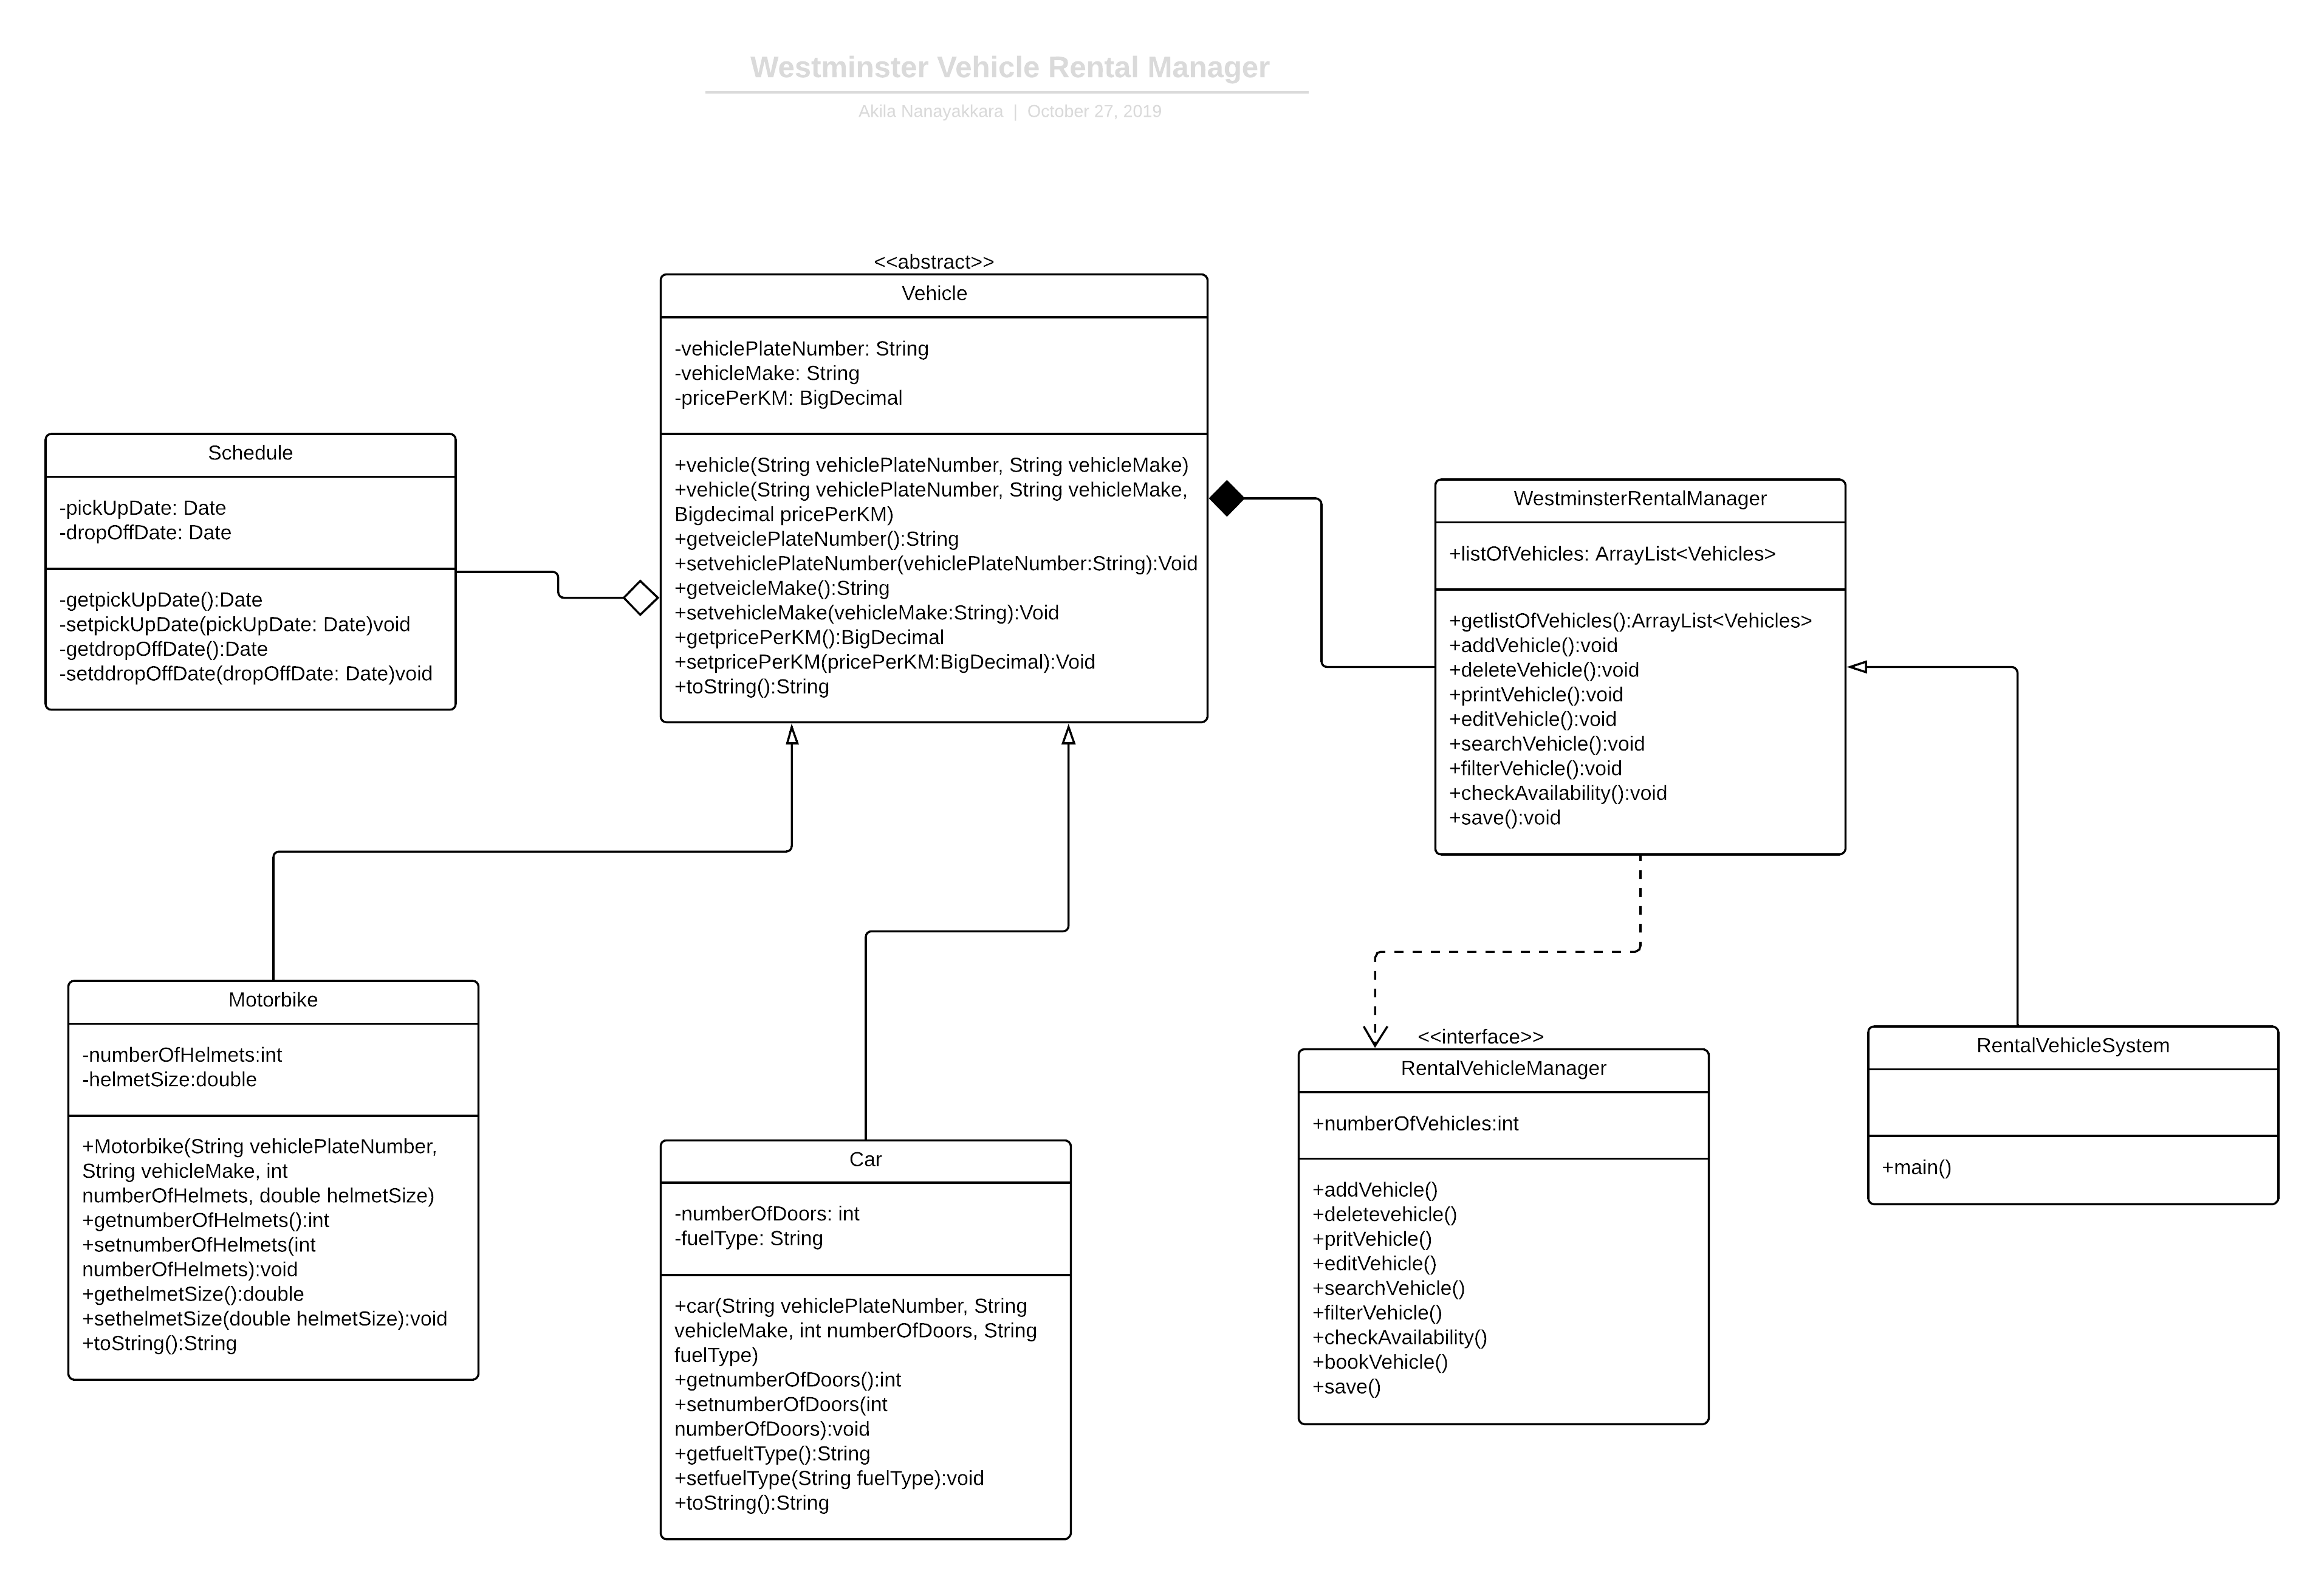 Westminster Vehicle Rental Manager
Akila Nanayakkara | October 27, 2019
<<abstract>>
Vehicle
-vehiclePlateNumber: String
-vehicleMake: String
-pricePerKM: BigDecimal
+vehicle(String vehiclePlateNumber, String vehicleMake)
+vehicle(String vehiclePlateNumber, String vehicleMake,
Bigdecimal pricePerKM)
+getveiclePlateNumber():String
+setvehiclePlateNumber(vehiclePlateNumber:String):Void
+getveicleMake():String
+setvehicleMake(vehicleMake:String):Void
+getpricePerKM():BigDecimal
+setpricePerKM(pricePerKM:BigDecimal):Void
+toString():String
Schedule
-pickUpDate: Date
-dropOffDate: Date
-getpickUpDate():Date
-setpickUpDate(pickUpDate: Date)void
-getdropOffDate():Date
-setddropOffDate(dropOffDate: Date)void
WestminsterRentalManager
+listOfVehicles: ArrayList<Vehicles>
+getlistOfVehicles():ArrayList<Vehicles>
+addVehicle():void
+deleteVehicle():void
+printVehicle():void
+editVehicle():void
+searchVehicle():void
+filterVehicle():void
+checkAvailability():void
+save():void
Motorbike
-numberOfHelmets:int
-helmetSize:double
+Motorbike(String vehiclePlateNumber,
String vehicleMake, int
numberOfHelmets, double helmetSize)
+getnumberOfHelmets():int
+setnumberOfHelmets(int
numberOfHelmets):void
+gethelmetSize():double
+sethelmetSize(double helmetSize):void
+toString():String
Car
-numberOfDoors: int
-fuelType: String
+car(String vehiclePlateNumber, String
vehicleMake, int numberOfDoors, String
fuelType)
+getnumberOfDoors():int
+setnumberOfDoors(int
numberOfDoors):void
+getfueltType():String
+setfuelType(String fuelType):void
+toString():String
<<interface>>
RentalVehicleManager
+numberOfVehicles:int
+addVehicle()
+deletevehicle()
+pritVehicle()
+editVehicle()
+searchVehicle()
+filterVehicle()
+checkAvailability()
+bookVehicle()
+save()
RentalVehicleSystem
+main()